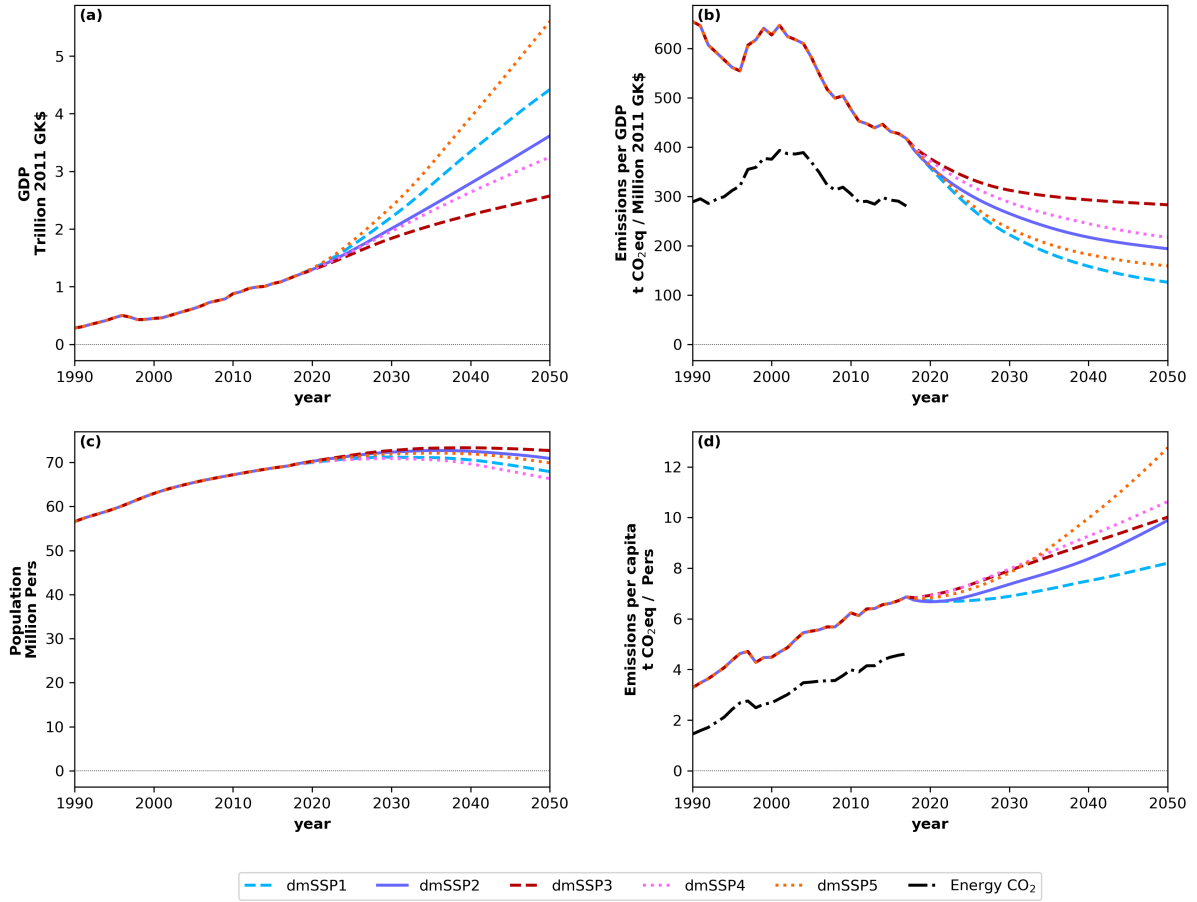 (a)
GDP
Trillion 2011 GK$
5
4
3
2
1
0
1990 2000 2010 2020 2030 2040 2050
year
(b)
Emissions per GDP
t CO₂eq / Million 2011 GK$
600
500
400
300
200
100
0
1990 2000 2010 2020 2030 2040 2050
year
(c)
Population
Million Pers
70
60
50
40
30
20
10
0
1990 2000 2010 2020 2030 2040 2050
year
(d)
Emissions per capita
t CO₂eq / Pers
12
10
8
6
4
2
0
1990 2000 2010 2020 2030 2040 2050
year
dmSSP1 dmSSP2 dmSSP3 dmSSP4 dmSSP5 Energy CO₂